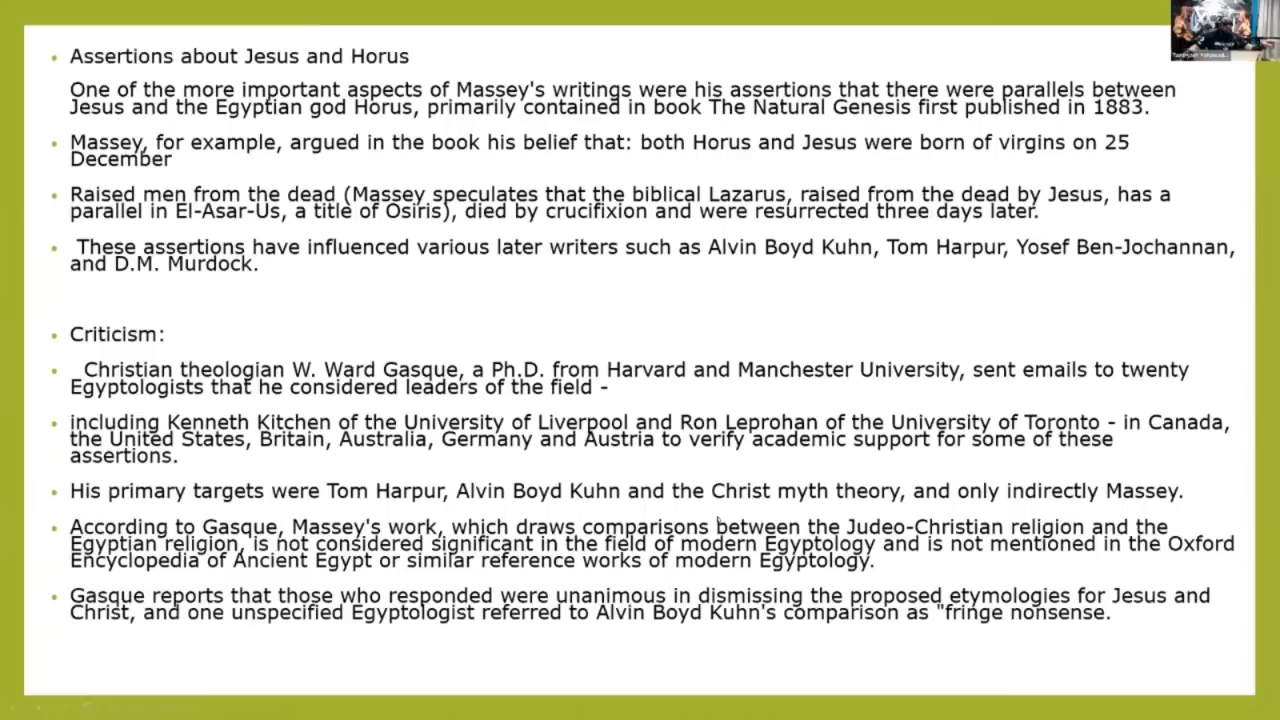 Assertions about Jesus and Horus
One of the more important aspects of Massey's writings were his assertions that there were parallels between
Jesus and the Egyptian god Horus, primarily contained in book The Natural Genesis first published in 1883.
Massey, for example, argued in the book his belief that: both Horus and Jesus were born of virgins on 25
December
Raised men from the dead (Massey speculates that the biblical Lazarus, raised from the dead by Jesus, has a
parallel in El-Asar-Us, a title of Osiris), died by crucifixion and were resurrected three days later.
These assertions have influenced various later writers such as Alvin Boyd Kuhn, Tom Harpur, Yosef Ben-Jochannan,
and D.M. Murdock.
Criticism:
Christian theologian W. Ward Gasque, a Ph.D. from Harvard and Manchester University, sent emails to twenty
Egyptologists that he considered leaders of the field -
including Kenneth Kitchen of the University of Liverpool and Ron Leprohan of the University of Toronto - in Canada,
the United States, Britain, Australia, Germany and Austria to verify academic support for some of these
assertions.
His primary targets were Tom Harpur, Alvin Boyd Kuhn and the Christ myth theory, and only indirectly Massey.
According to Gasque, Massey's work, which draws comparisons between the Judeo-Christian religion and the
Egyptian religion, is not considered significant in the field of modern Egyptology and is not mentioned in the Oxford
Encyclopedia of Ancient Egypt or similar reference works of modern Egyptology.
Gasque reports that those who responded were unanimous in dismissing the proposed etymologies for Jesus and
Christ, and one unspecified Egyptologist referred to Alvin Boyd Kuhn's comparison as "fringe nonsense.